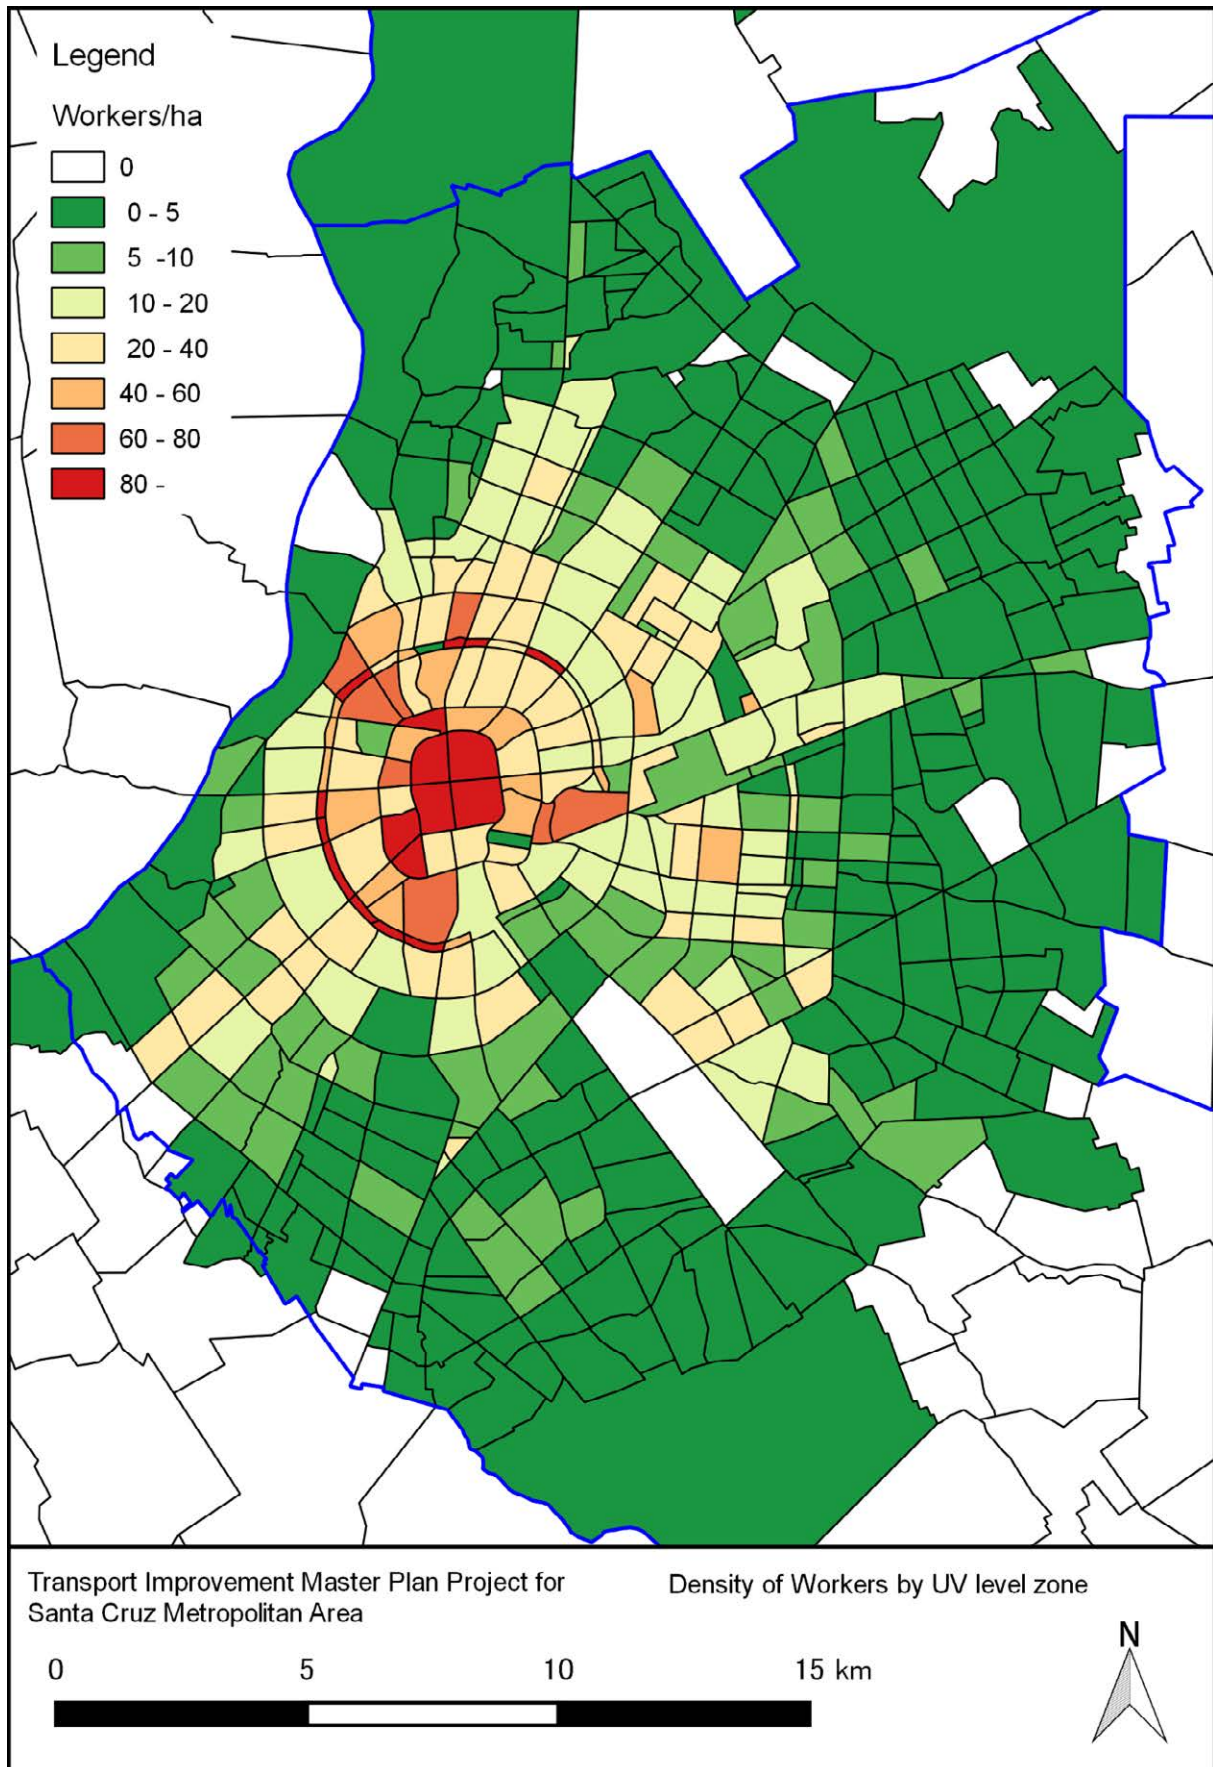 Legend
Workers/ha
0
0 - 5
5 -10
10 - 20
20 - 40
40 - 60
60 - 80
80 -
Transport Improvement Master Plan Project for
Santa Cruz Metropolitan Area
Density of Workers by UV level zone
N
0 5 10 15 km